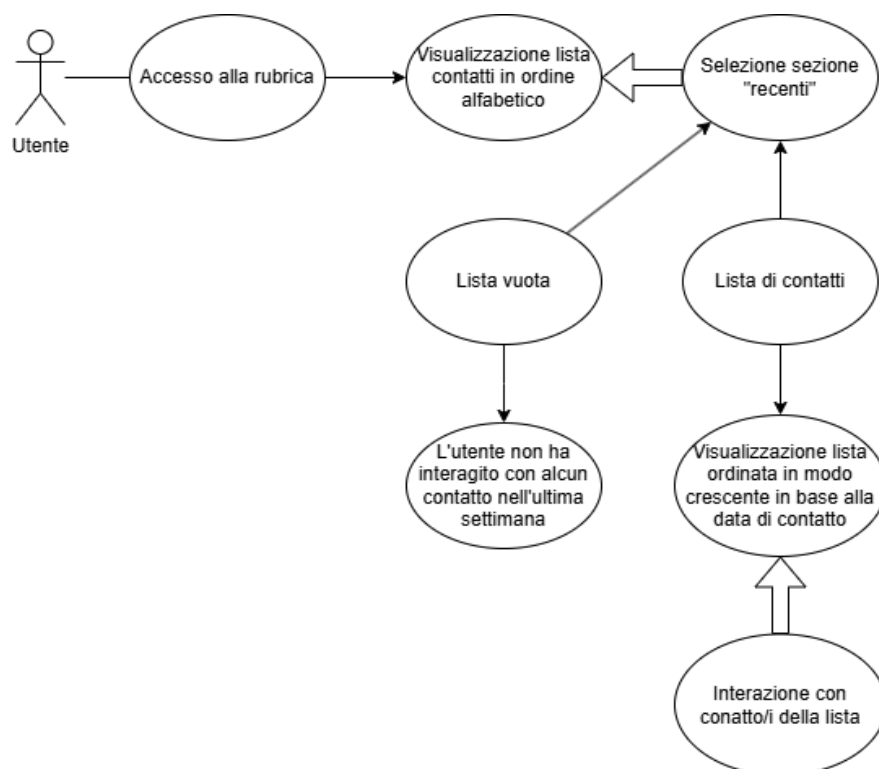 Utente
Accesso alla rubrica
Visualizzazione lista
contatti in ordine
alfabetico
Selezione sezione
"recenti"
Lista vuota
Lista di contatti
L'utente non ha
interagito con alcun
contatto nell'ultima
settimana
Visualizzazione lista
ordinata in modo
crescente in base alla
data di contatto
Interazione con
conatto/i della lista